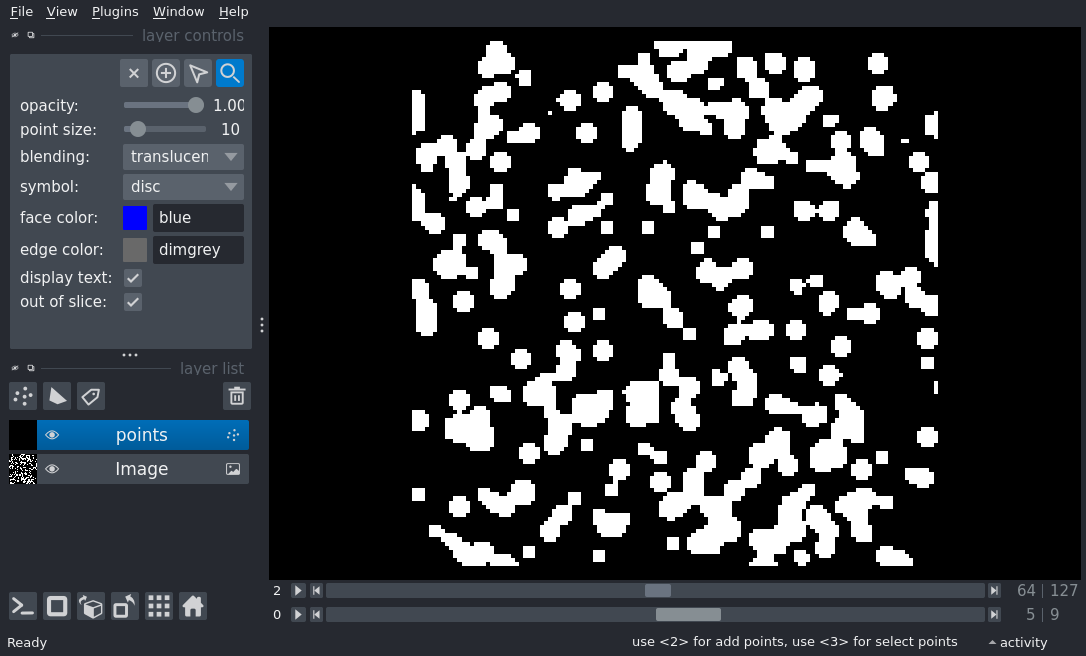 File View Plugins Window Help
layer controls
opacity: 1.00
point size: 10
blending: translucen
symbol: disc
face color: blue
edge color: dimgrey
display text:
out of slice:
layer list
points
Image
2 64 | 127
0 5 | 9
Ready use <2> for add points, use <3> for select points activity